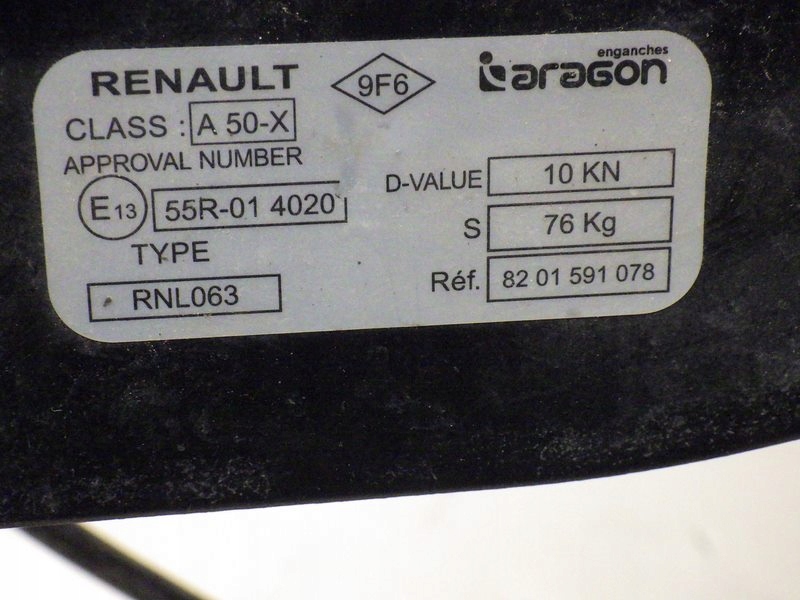 RENAULT
9F6
enganches
aragon
CLASS : A 50-X
APPROVAL NUMBER
E13 55R-01 4020
TYPE
RNL063
D-VALUE 10 KN
S 76 Kg
Réf. 82 01 591 078